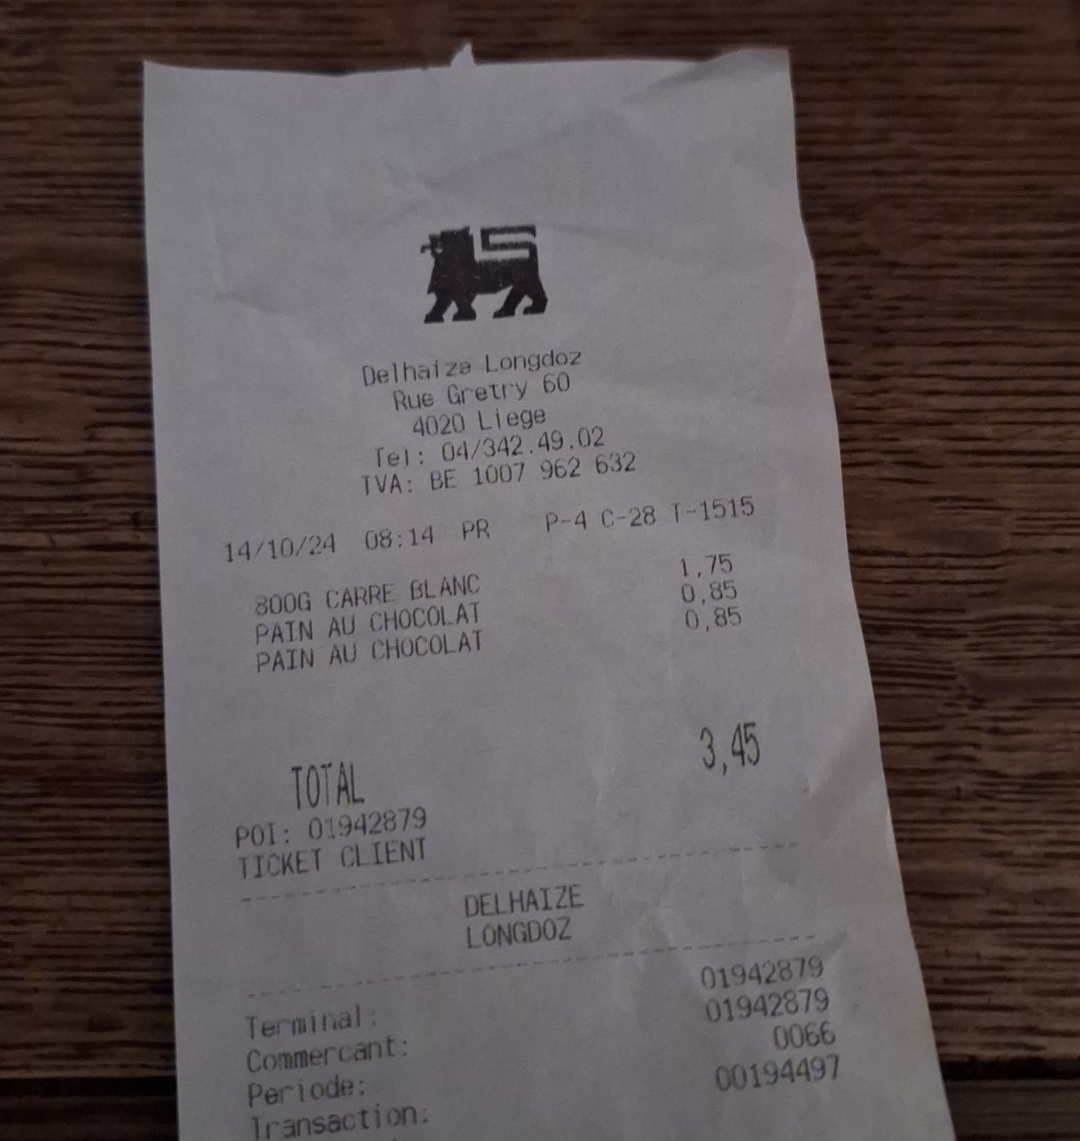 Delhaize Longdoz
Rue Gretry 60
4020 Liege
Tel: 04/342.49.02
TVA: BE 1007 962 632
14/10/24 08:14 PR P-4 C-28 T-1515
800G CARRE BLANC 1,75
PAIN AU CHOCOLAT 0,85
PAIN AU CHOCOLAT 0,85
TOTAL 3,45
POI: 01942879
TICKET CLIENT
DELHAIZE
LONGDOZ
Terminal: 01942879
Commercant: 01942879
Periode: 0066
Transaction: 00194497